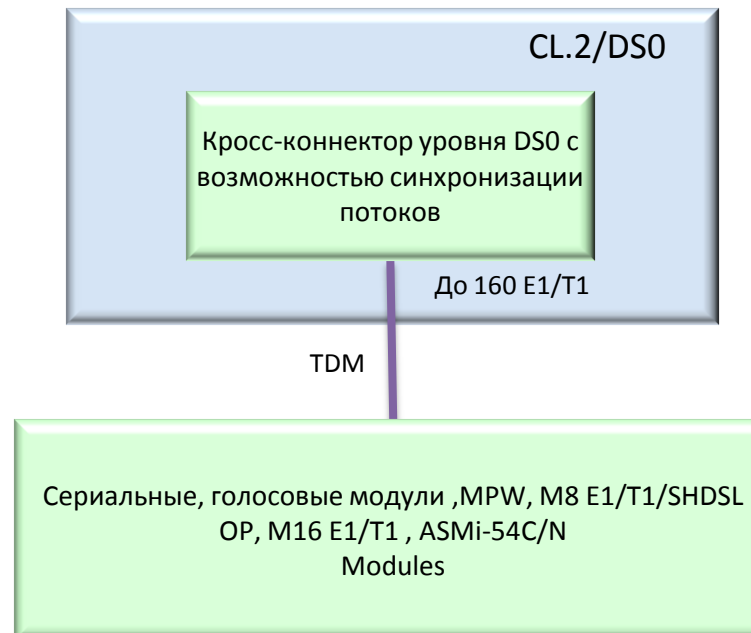 CL.2/DS0
Кросс-коннектор уровня DS0 с
возможностью синхронизации
потоков
До 160 E1/T1
TDM
Сериальные, голосовые модули ,MPW, M8 E1/T1/SHDSL
OP, M16 E1/T1 , ASMi-54C/N
Modules